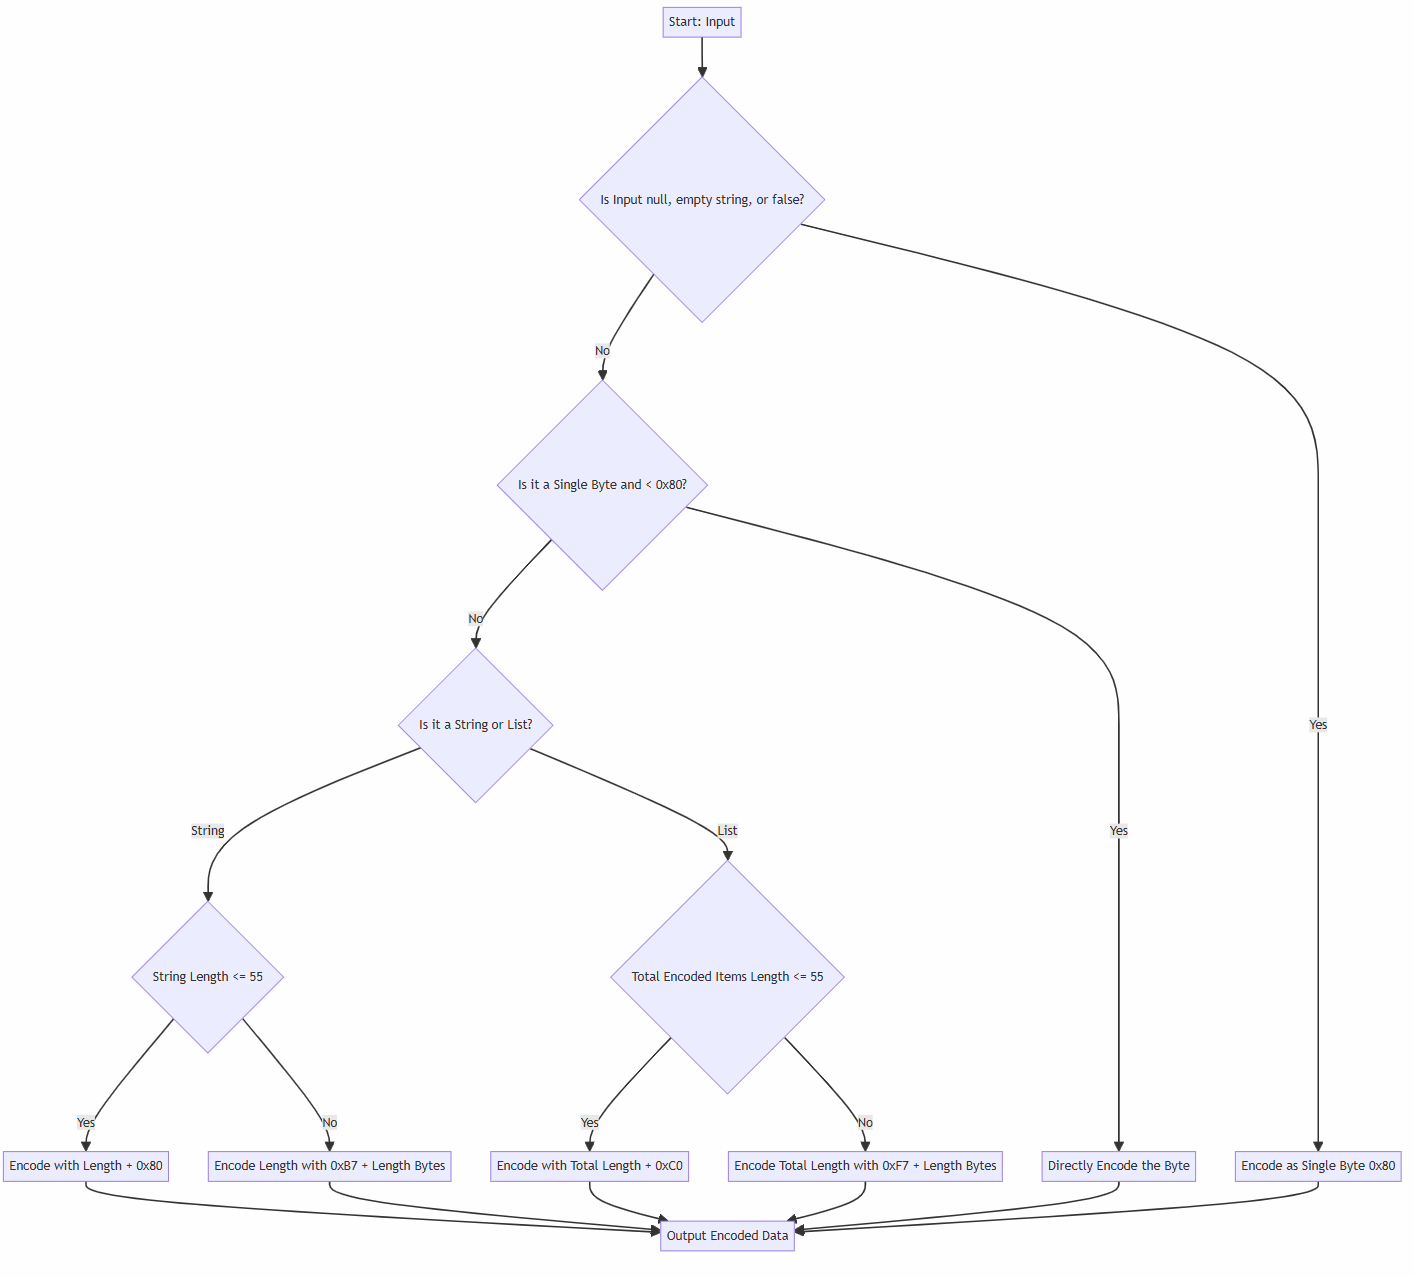 Start: Input
Is Input null, empty string, or false?
No
Is it a Single Byte and < 0x80?
No
Is it a String or List?
Yes
String
List
Yes
String Length <= 55
Total Encoded Items Length <= 55
Yes
No
Yes
No
Encode with Length + 0x80
Encode Length with 0xB7 + Length Bytes
Encode with Total Length + 0xC0
Encode Total Length with 0xF7 + Length Bytes
Directly Encode the Byte
Encode as Single Byte 0x80
Output Encoded Data